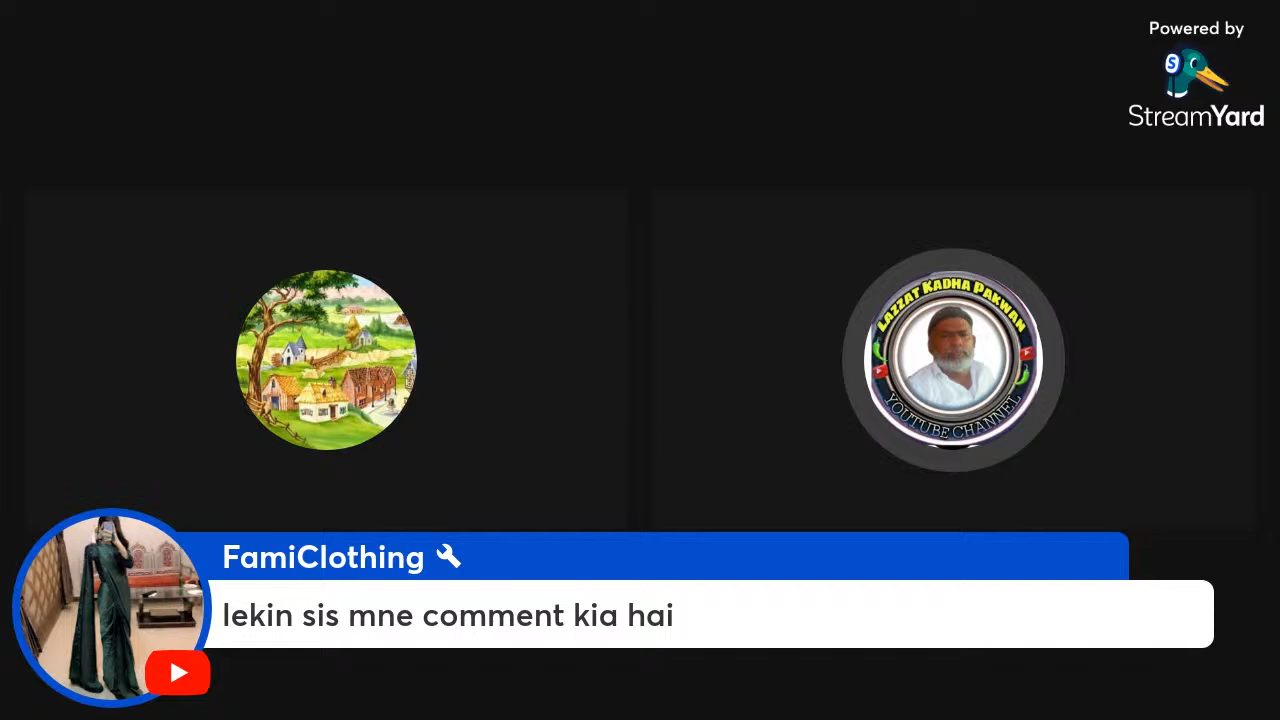 Powered by
StreamYard
LAZZAT KADHA PAKWAN
YOUTUBE CHANNEL
FamiClothing
lekin sis mne comment kia hai